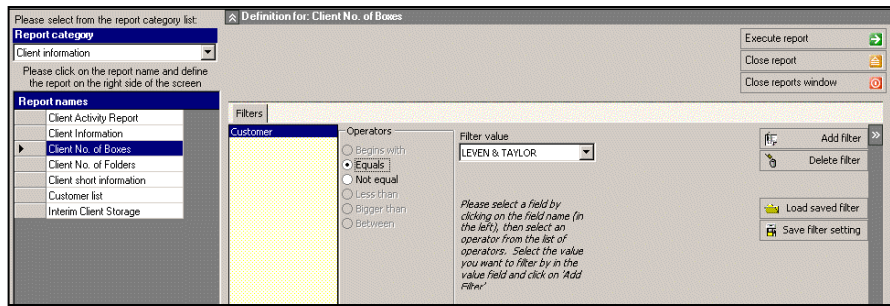 Please select from the report category list:
Report category
Client information
Please click on the report name and define
the report on the right side of the screen
Report names
Client Activity Report
Client Information
Client No. of Boxes
Client No. of Folders
Client short information
Customer list
Interim Client Storage
Definition for: Client No. of Boxes
Execute report
Close report
Close reports window
Filters
Customer
Operators
Begins with
Equals
Not equal
Less than
Bigger than
Between
Filter value
LEVEN & TAYLOR
Please select a field by
clicking on the field name (in
the left), then select an
operator from the list of
operators. Select the value
you want to filter by in the
value field and click on 'Add
Filter'
Add filter
Delete filter
Load saved filter
Save filter setting